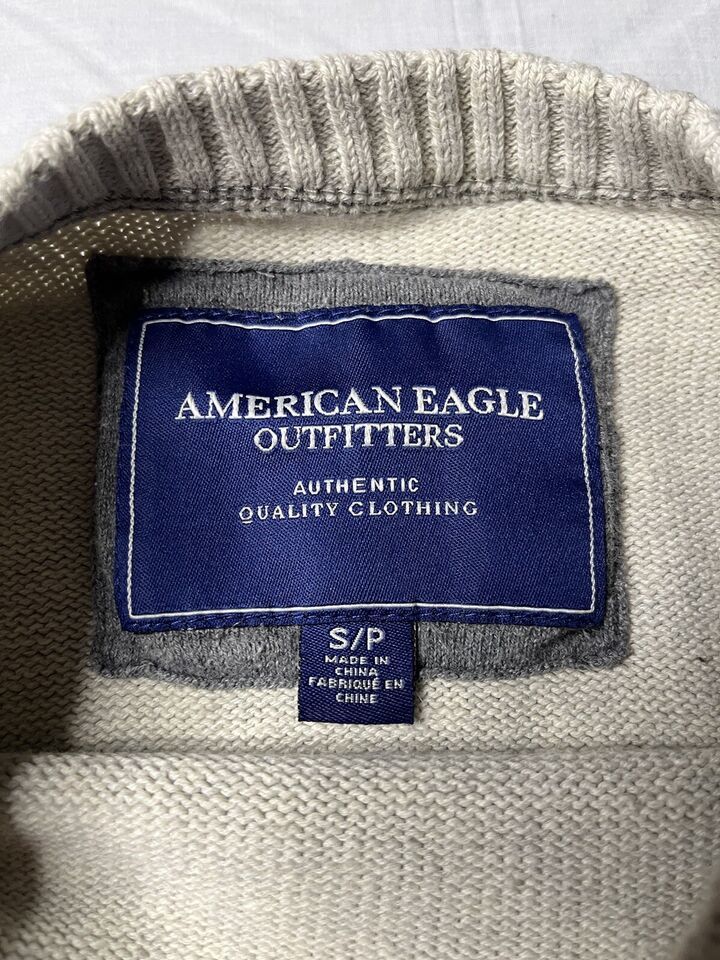 AMERICAN EAGLE
OUTFITTERS
AUTHENTIC
QUALITY CLOTHING
S/P
MADE IN
CHINA
FABRIQUÉ EN
CHINE